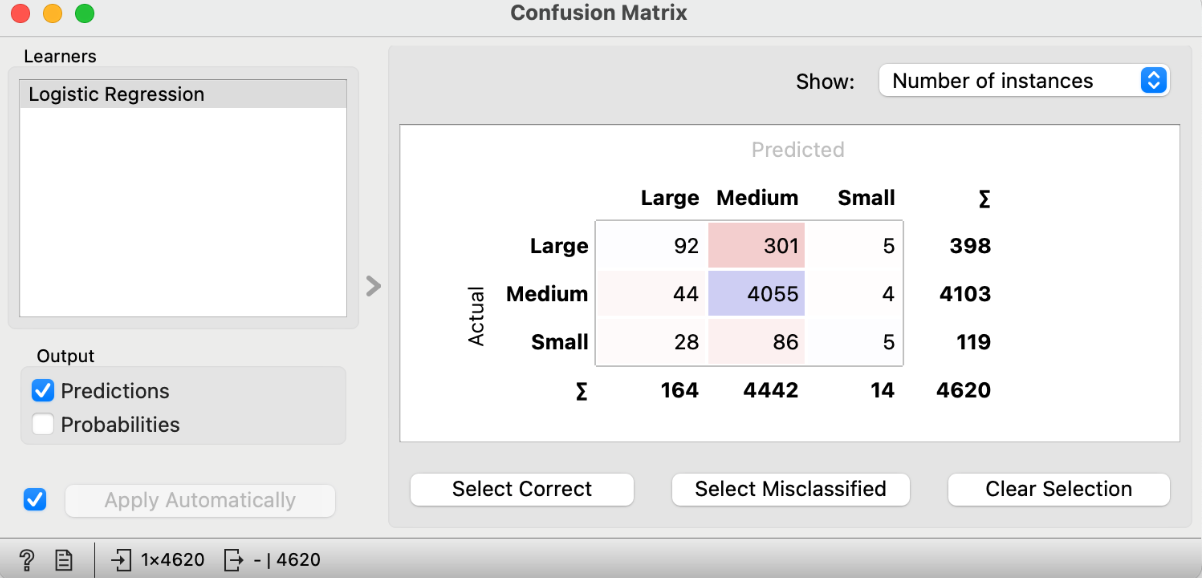 Confusion Matrix
Learners
Logistic Regression
Show: Number of instances
Predicted
Large Medium Small Σ
Large 92 301 5 398
Actual
Medium 44 4055 4 4103
Small 28 86 5 119
Σ 164 4442 14 4620
Output
Predictions
Probabilities
Apply Automatically
Select Correct Select Misclassified Clear Selection
? 1×4620 - | 4620